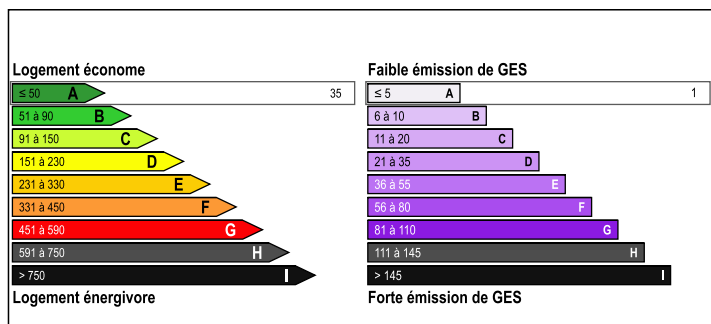 Logement économe
≤ 50 A 35
51 à 90 B
91 à 150 C
151 à 230 D
231 à 330 E
331 à 450 F
451 à 590 G
591 à 750 H
> 750 I
Logement énergivore
Faible émission de GES
≤ 5 A 1
6 à 10 B
11 à 20 C
21 à 35 D
36 à 55 E
56 à 80 F
81 à 110 G
111 à 145 H
> 145 I
Forte émission de GES